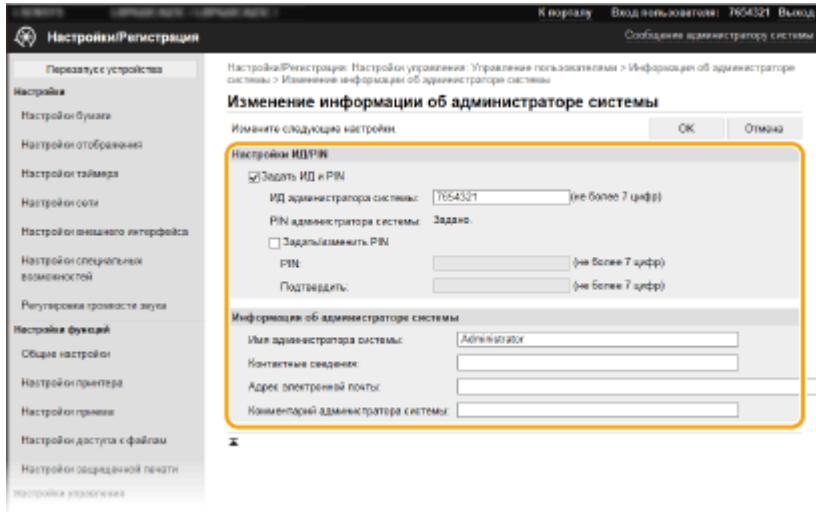 К порталу Вход пользователя: 7654321 Выход
Настройки/Регистрация
Сообщение администратору системы
Перезапуск устройства
Настройки
Настройки бумаги
Настройки отображения
Настройки таймера
Настройки сети
Настройки внешнего интерфейса
Настройки специальных
возможностей
Регулировка громкости звука
Настройки функций
Общие настройки
Настройки принтера
Настройки приема
Настройки доступа к файлам
Настройки защищенной печати
Настройки управления
Настройки/Регистрация: Настройки управления: Управление пользователями > Информация об администраторе
системы > Изменение информации об администраторе системы
Изменение информации об администраторе системы
Измените следующие настройки.
OK Отмена
Настройки ИД/PIN
Задать ИД и PIN
ИД администратора системы: 7654321 (не более 7 цифр)
PIN администратора системы: Задано.
Задать/изменить PIN
PIN: (не более 7 цифр)
Подтвердить: (не более 7 цифр)
Информация об администраторе системы
Имя администратора системы: Administrator
Контактные сведения:
Адрес электронной почты:
Комментарий администратора системы: